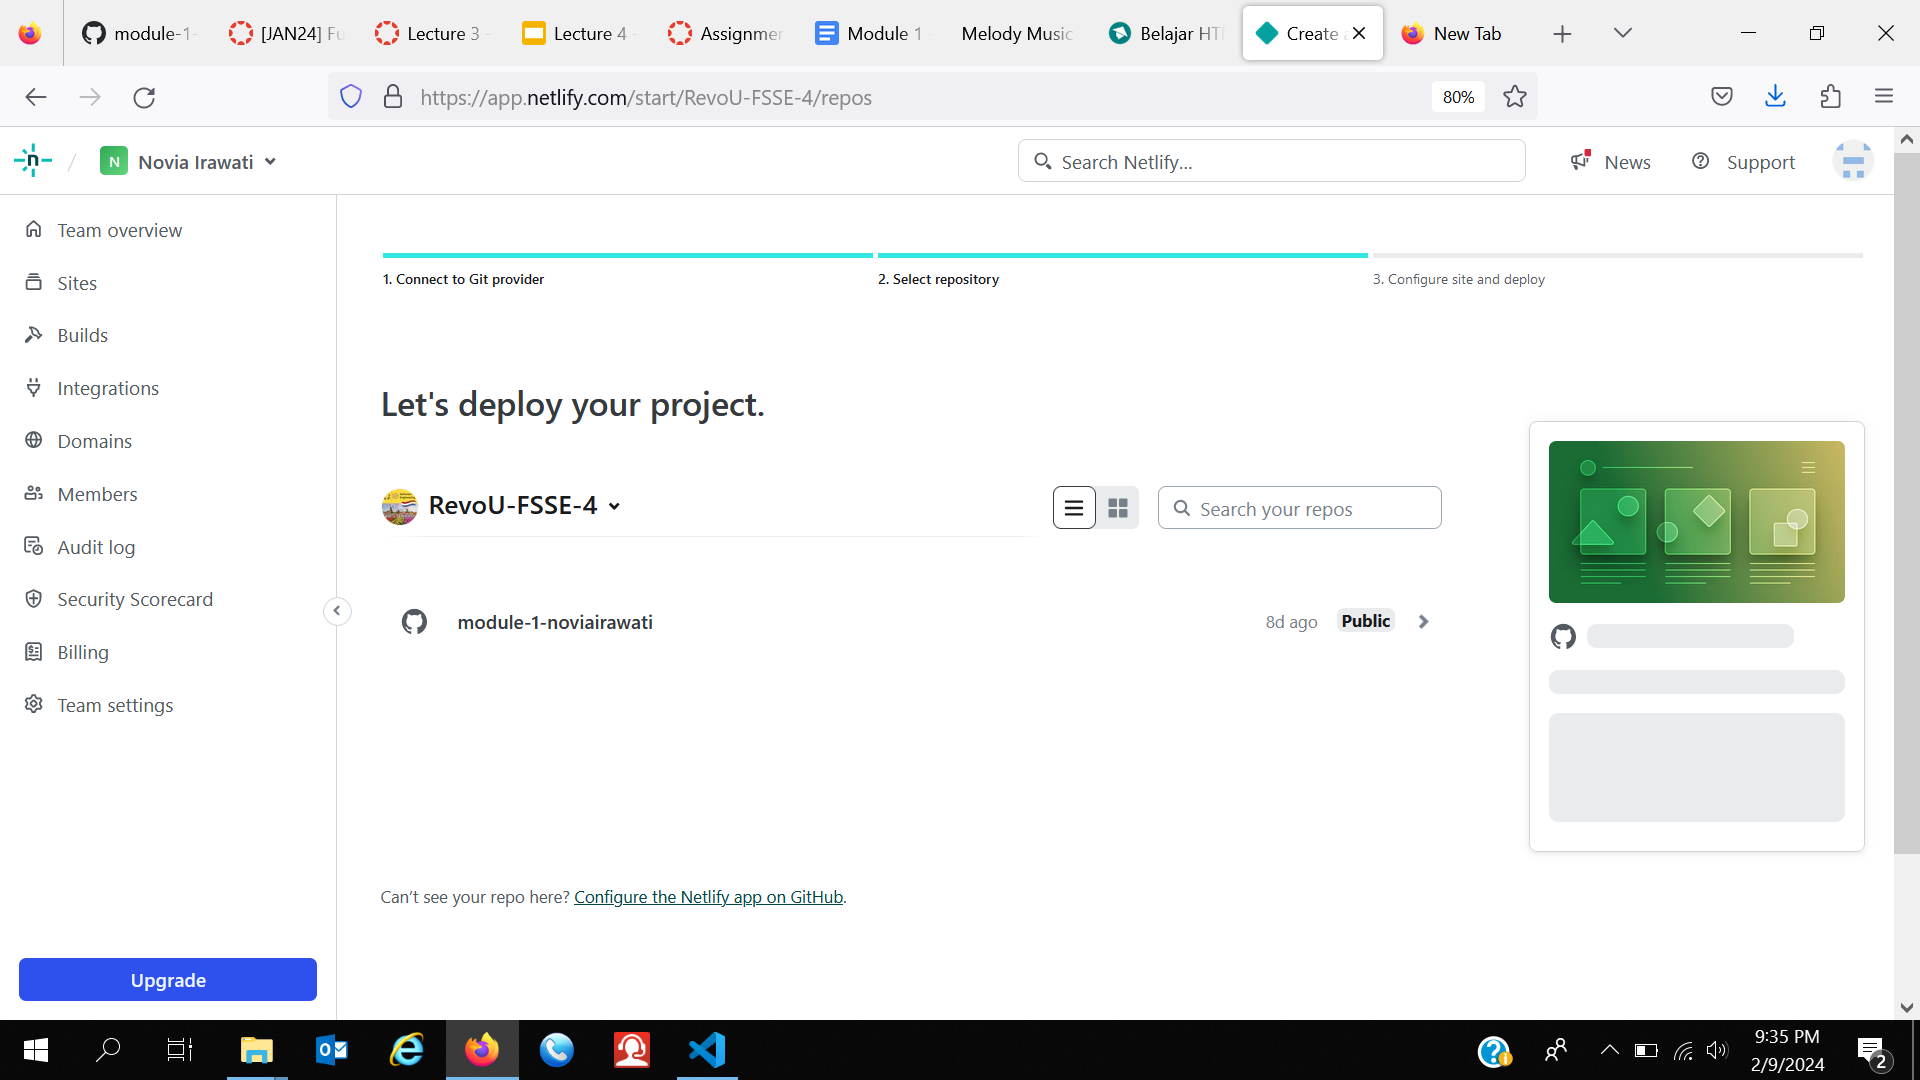 module-1-
[JAN24] Fu
Lecture 3 -
Lecture 4 -
Assignmen
Module 1 -
Melody Music
Belajar HT
Create a
New Tab
https://app.netlify.com/start/RevoU-FSSE-4/repos
80%
n
/
N
Novia Irawati
Search Netlify...
News
Support
Team overview
Sites
Builds
Integrations
Domains
Members
Audit log
Security Scorecard
Billing
Team settings
Upgrade
1. Connect to Git provider
2. Select repository
3. Configure site and deploy
Let's deploy your project.
RevoU-FSSE-4
Search your repos
module-1-noviairawati
8d ago
Public
Can’t see your repo here? Configure the Netlify app on GitHub.
9:35 PM
2/9/2024
2